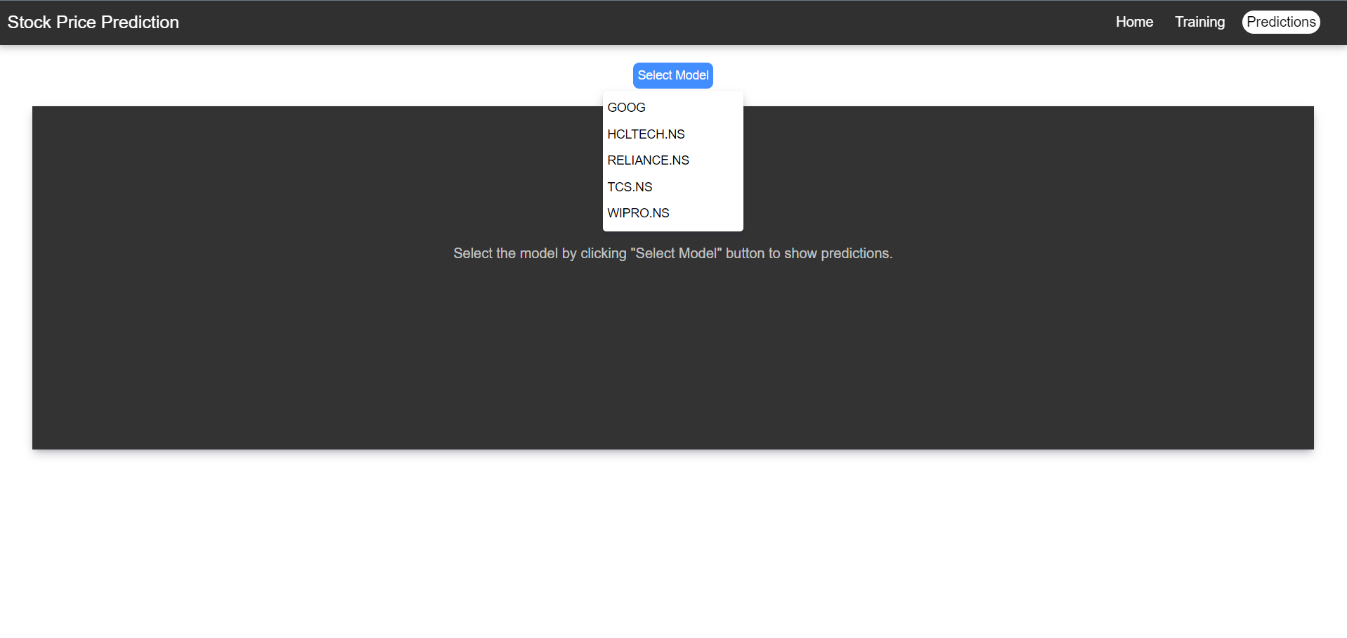 Stock Price Prediction Home Training Predictions
Select Model
GOOG
HCLTECH.NS
RELIANCE.NS
TCS.NS
WIPRO.NS
Select the model by clicking "Select Model" button to show predictions.